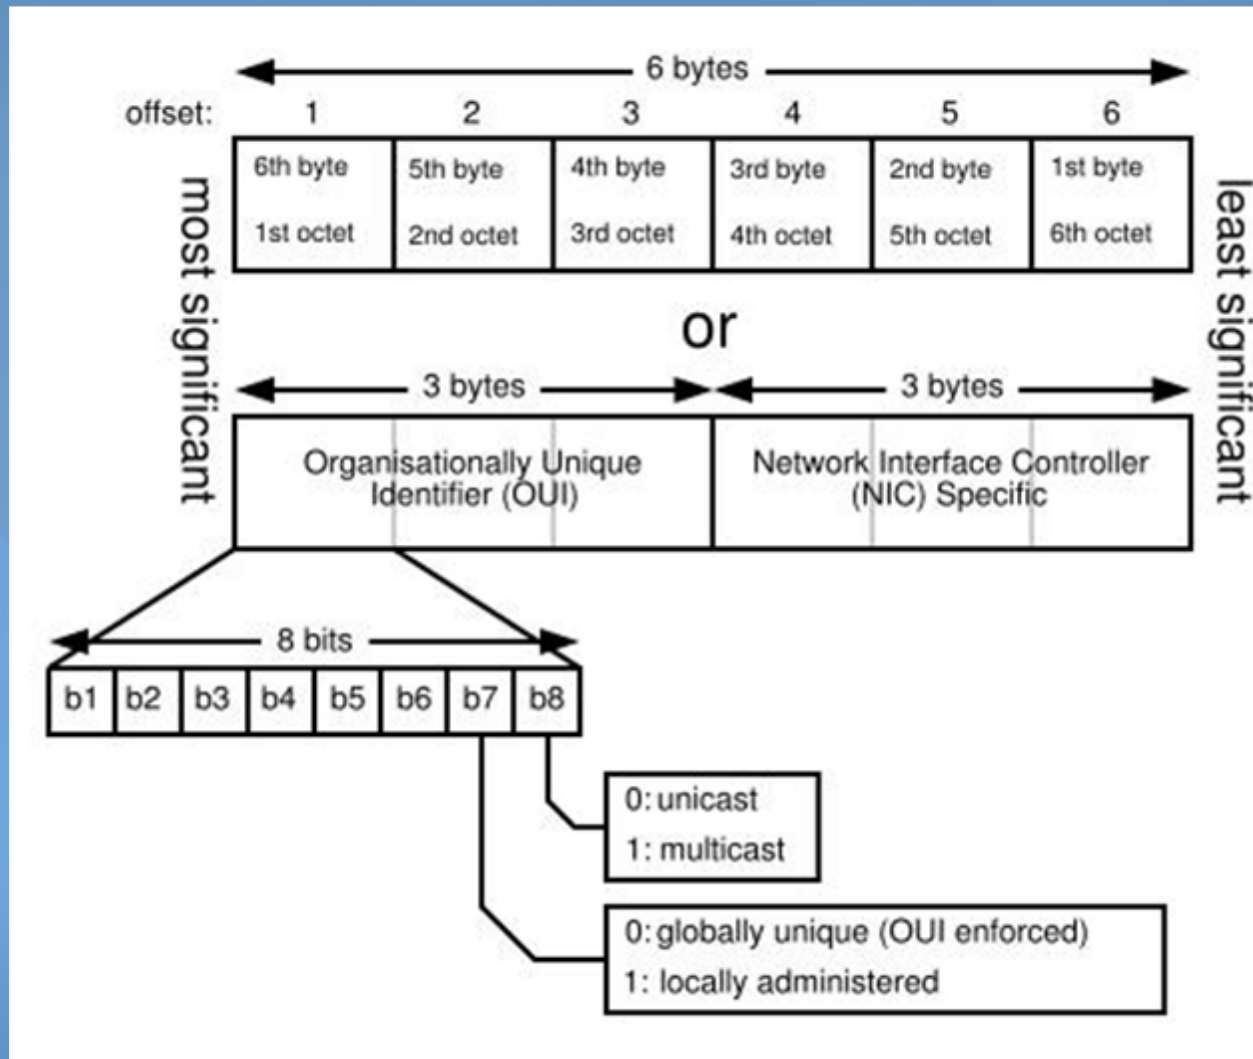 6 bytes
offset: 1 2 3 4 5 6
6th byte 5th byte 4th byte 3rd byte 2nd byte 1st byte
1st octet 2nd octet 3rd octet 4th octet 5th octet 6th octet
most significant
least significant
or
3 bytes 3 bytes
Organisationally Unique
Identifier (OUI)
Network Interface Controller
(NIC) Specific
8 bits
b1 b2 b3 b4 b5 b6 b7 b8
0: unicast
1: multicast
0: globally unique (OUI enforced)
1: locally administered